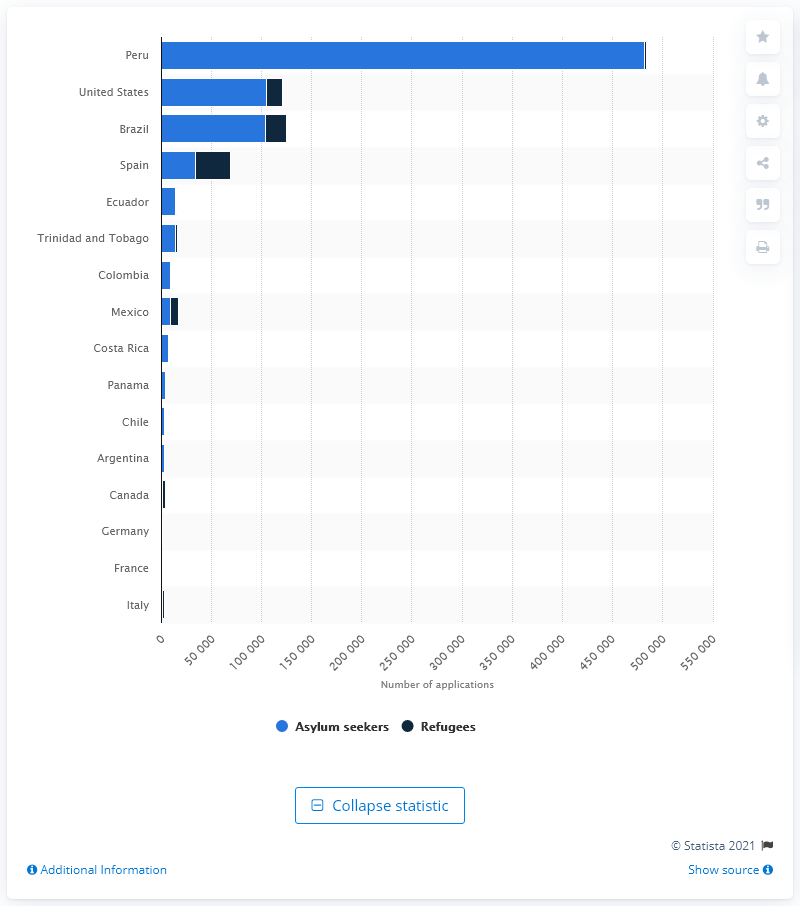 Peru
United States
Brazil
Spain
Ecuador
Trinidad and Tobago
Colombia
Mexico
Costa Rica
Panama
Chile
Argentina
Canada
Germany
France
Italy
0
50 000
100 000
150 000
200 000
250 000
300 000
350 000
400 000
450 000
500 000
550 000
Number of applications
Asylum seekers Refugees
Collapse statistic
© Statista 2021
Additional Information Show source